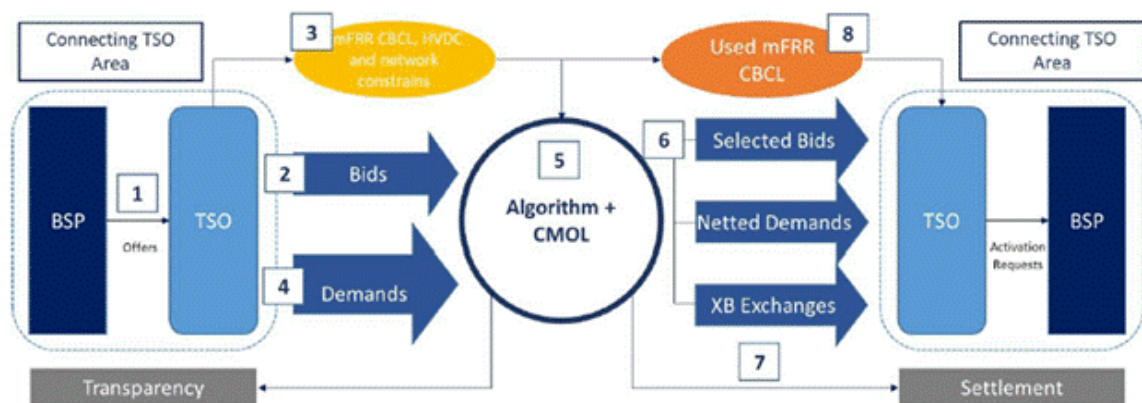 Connecting TSO
Area
3
mFRR CBCL, HVDC
and network
constrains
Used mFRR
CBCL
8
Connecting TSO
Area
BSP
1
Offers
TSO
2
Bids
4
Demands
5
Algorithm +
CMOL
6
Selected Bids
Netted Demands
XB Exchanges
7
TSO
Activation
Requests
BSP
Transparency
Settlement